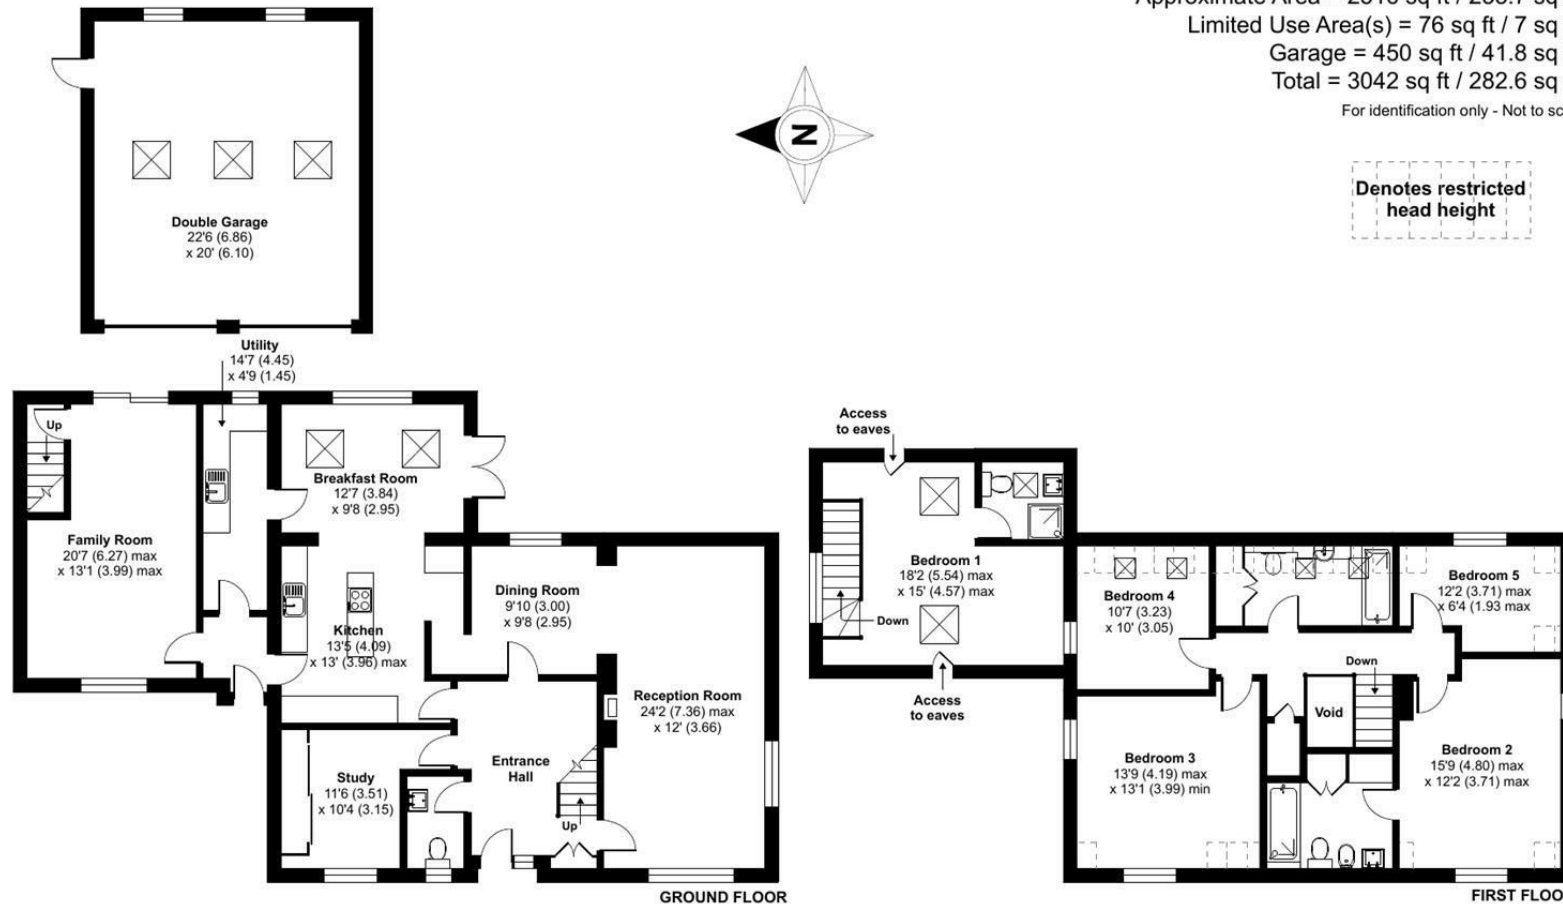 Limited Use Area(s) = 76 sq ft / 7 sq
Garage = 450 sq ft / 41.8 sq
Total = 3042 sq ft / 282.6 sq
For identification only - Not to sc
N
Denotes restricted
head height
Double Garage
22'6 (6.86)
x 20' (6.10)
Utility
14'7 (4.45)
x 4'9 (1.45)
Up
Breakfast Room
12'7 (3.84)
x 9'8 (2.95)
Family Room
20'7 (6.27) max
x 13'1 (3.99) max
Dining Room
9'10 (3.00)
x 9'8 (2.95)
Kitchen
13'5 (4.09)
x 13' (3.96) max
Reception Room
24'2 (7.36) max
x 12' (3.66)
Entrance
Hall
Study
11'6 (3.51)
x 10'4 (3.15)
Up
GROUND FLOOR
Access
to eaves
Bedroom 1
18'2 (5.54) max
x 15' (4.57) max
Down
Access
to eaves
Bedroom 4
10'7 (3.23)
x 10' (3.05)
Bedroom 5
12'2 (3.71) max
x 6'4 (1.93 max
Down
Void
Bedroom 3
13'9 (4.19) max
x 13'1 (3.99) min
Bedroom 2
15'9 (4.80) max
x 12'2 (3.71) max
FIRST FLOO